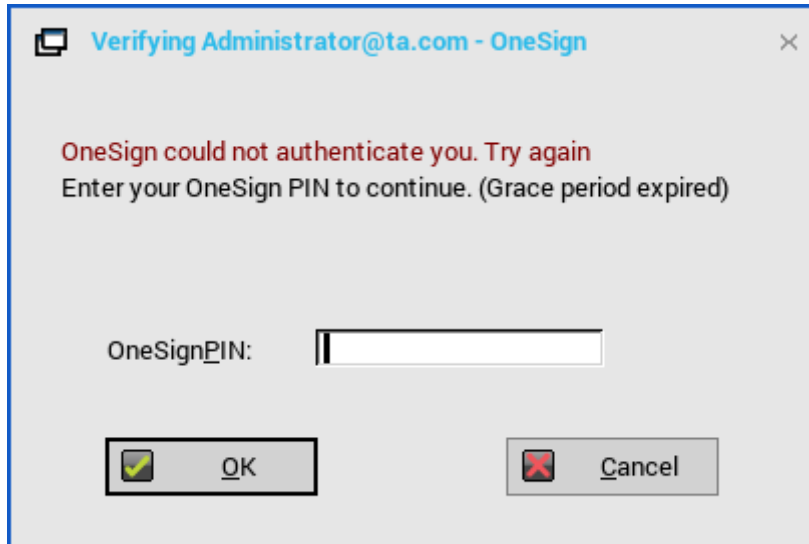 Verifying Administrator@ta.com - OneSign
OneSign could not authenticate you. Try again
Enter your OneSign PIN to continue. (Grace period expired)
OneSignPIN:
OK
Cancel